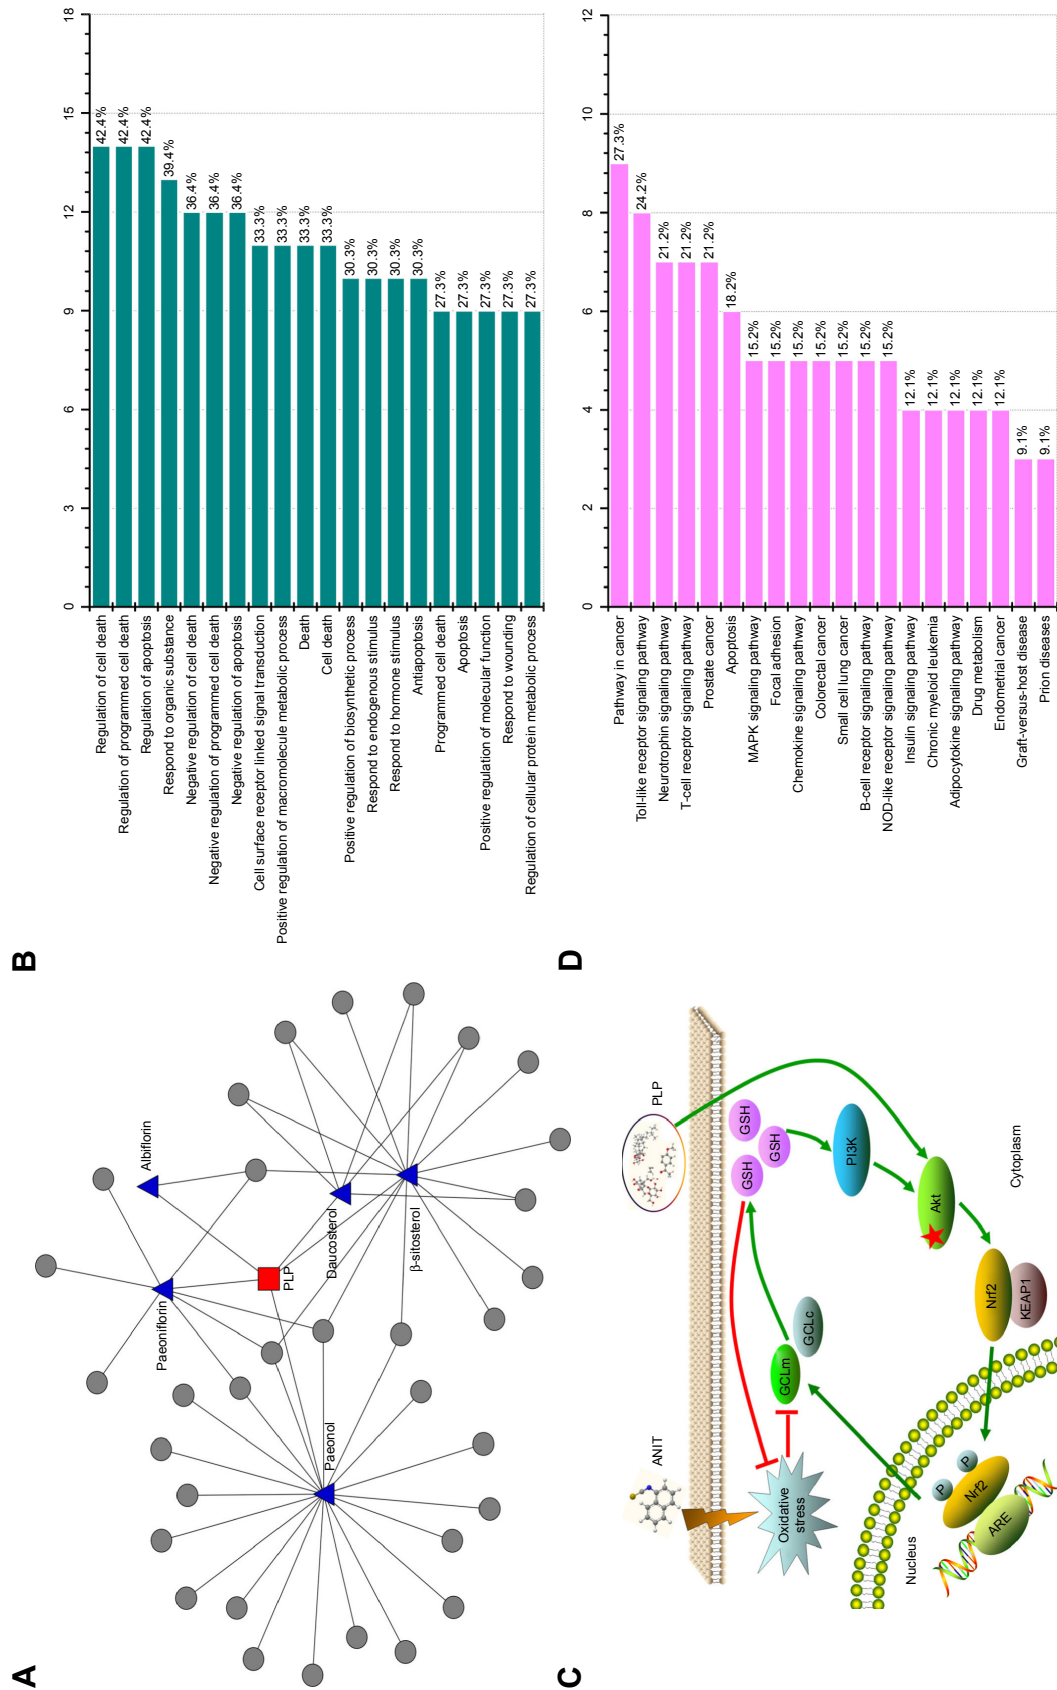 A
Paeoniflorin
Albiflorin
PLP
Daucosterol
β-sitosterol
Paeonol
B
0
3
6
9
12
15
18
Regulation of cell death
42.4%
Regulation of programmed cell death
42.4%
Regulation of apoptosis
42.4%
Respond to organic substance
39.4%
Negative regulation of cell death
36.4%
Negative regulation of programmed cell death
36.4%
Negative regulation of apoptosis
36.4%
Cell surface receptor linked signal transduction
33.3%
Positive regulation of macromolecule metabolic process
33.3%
Death
33.3%
Cell death
33.3%
Positive regulation of biosynthetic process
30.3%
Respond to endogenous stimulus
30.3%
Respond to hormone stimulus
30.3%
Antiapoptosis
30.3%
Programmed cell death
27.3%
Apoptosis
27.3%
Positive regulation of molecular function
27.3%
Respond to wounding
27.3%
Regulation of cellular protein metabolic process
27.3%
C
ANIT
PLP
GSH
GSH
GSH
Oxidative
stress
GCLm
GCLc
PI3K
Akt
Nrf2
KEAP1
Cytoplasm
Nucleus
P
P
Nrf2
ARE
D
0
2
4
6
8
10
12
Pathway in cancer
27.3%
Toll-like receptor signaling pathway
24.2%
Neurotrophin signaling pathway
21.2%
T-cell receptor signaling pathway
21.2%
Prostate cancer
21.2%
Apoptosis
18.2%
MAPK signaling pathway
15.2%
Focal adhesion
15.2%
Chemokine signaling pathway
15.2%
Colorectal cancer
15.2%
Small cell lung cancer
15.2%
B-cell receptor signaling pathway
15.2%
NOD-like receptor signaling pathway
15.2%
Insulin signaling pathway
12.1%
Chronic myeloid leukemia
12.1%
Adipocytokine signaling pathway
12.1%
Drug metabolism
12.1%
Endometrial cancer
12.1%
Graft-versus-host disease
9.1%
Prion diseases
9.1%